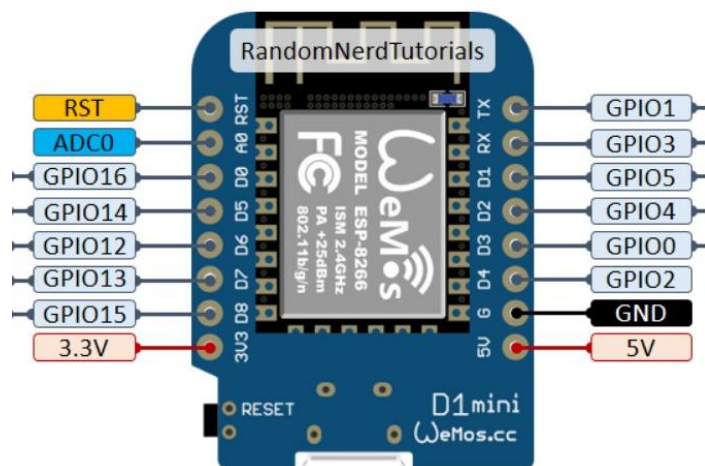 RandomNerdTutorials
RST
ADC0
GPIO16
GPIO14
GPIO12
GPIO13
GPIO15
3.3V
RST
A0
D0
D5
D6
D7
D8
3V3
WeMos
MODEL ESP-8266
ISM 2.4GHz
PA +25dBm
802.11b/g/n
FC
TX
RX
D1
D2
D3
D4
G
5V
GPIO1
GPIO3
GPIO5
GPIO4
GPIO0
GPIO2
GND
5V
RESET
D1mini
WeMos.cc